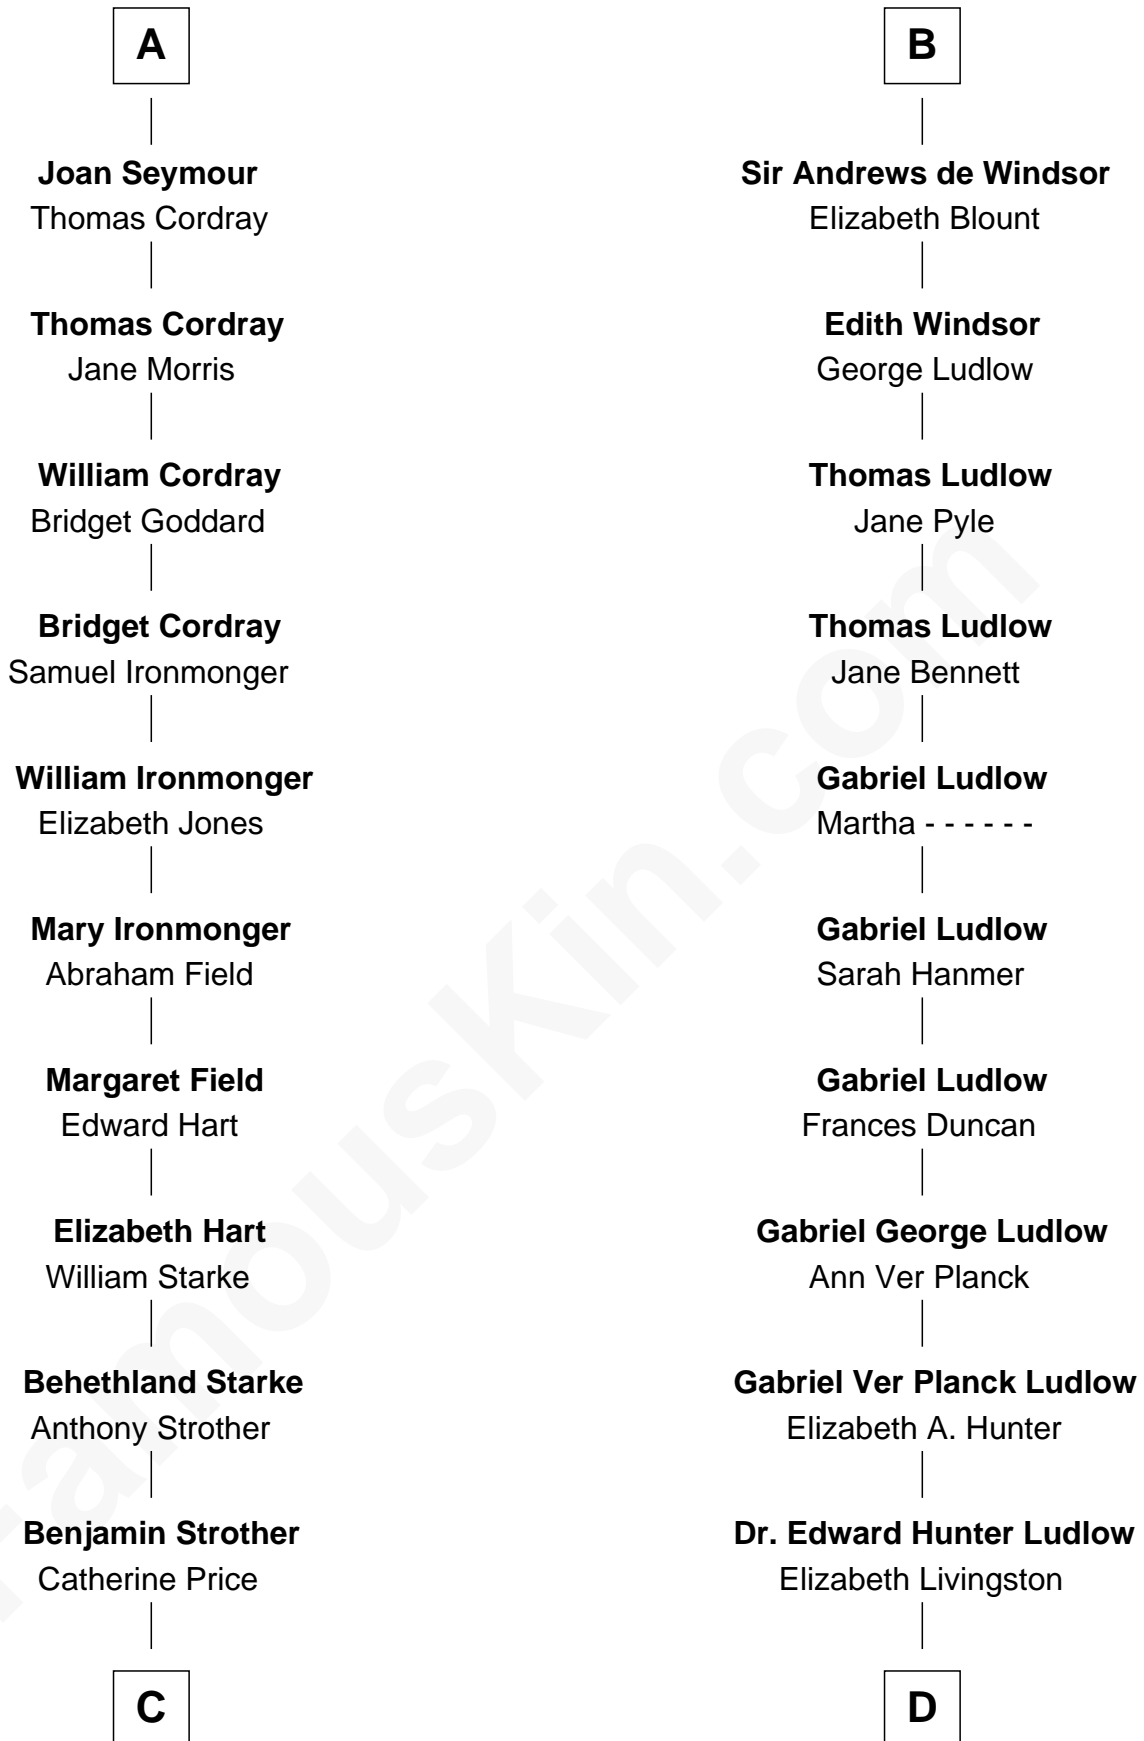 A
Joan Seymour
Thomas Cordray
Thomas Cordray
Jane Morris
William Cordray
Bridget Goddard
Bridget Cordray
Samuel Ironmonger
William Ironmonger
Elizabeth Jones
Mary Ironmonger
Abraham Field
Margaret Field
Edward Hart
Elizabeth Hart
William Starke
Behethland Starke
Anthony Strother
Benjamin Strother
Catherine Price
C
B
Sir Andrews de Windsor
Elizabeth Blount
Edith Windsor
George Ludlow
Thomas Ludlow
Jane Pyle
Thomas Ludlow
Jane Bennett
Gabriel Ludlow
Martha - - - - - -
Gabriel Ludlow
Sarah Hanmer
Gabriel Ludlow
Frances Duncan
Gabriel George Ludlow
Ann Ver Planck
Gabriel Ver Planck Ludlow
Elizabeth A. Hunter
Dr. Edward Hunter Ludlow
Elizabeth Livingston
D
FamousKin.com